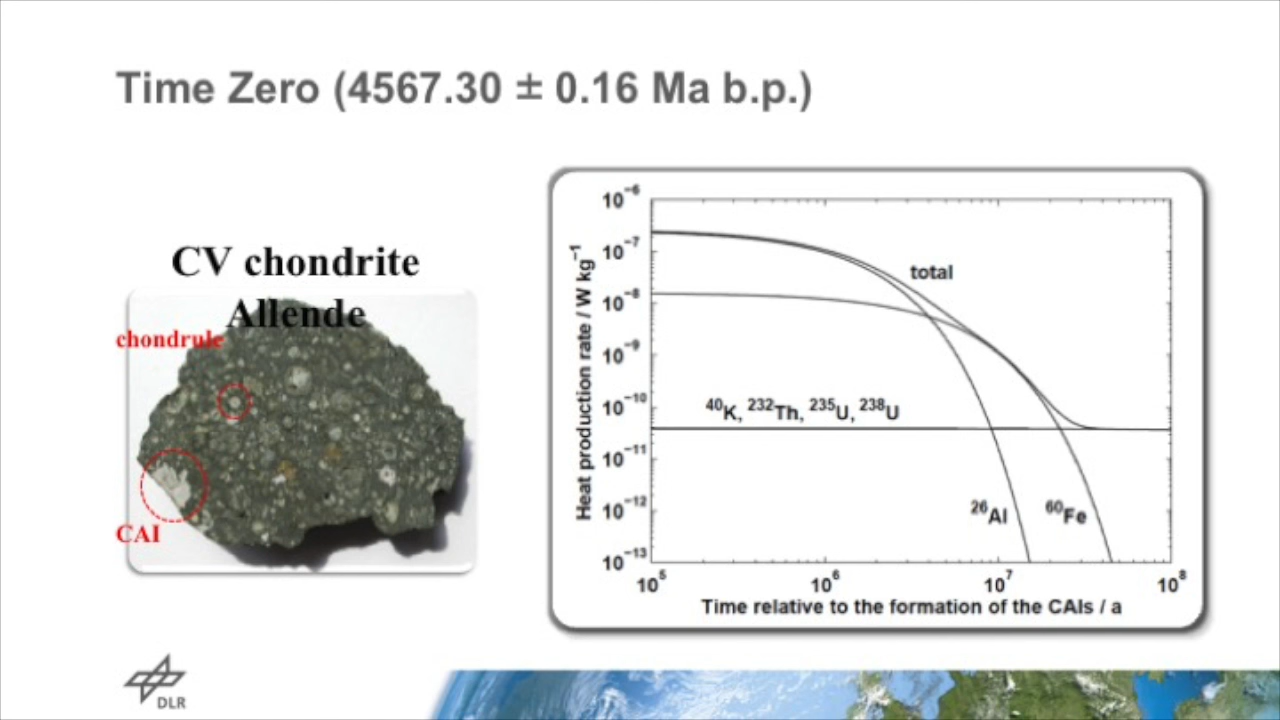 Time Zero (4567.30 ± 0.16 Ma b.p.)
CV chondrite
Allende
chondrule
CAI
Heat production rate / W kg⁻¹
10⁻⁶
10⁻⁷
10⁻⁸
10⁻⁹
10⁻¹⁰
10⁻¹¹
10⁻¹²
10⁻¹³
total
⁴⁰K, ²³²Th, ²³⁵U, ²³⁸U
²⁶Al
⁶⁰Fe
10⁵ 10⁶ 10⁷ 10⁸
Time relative to the formation of the CAIs / a
DLR